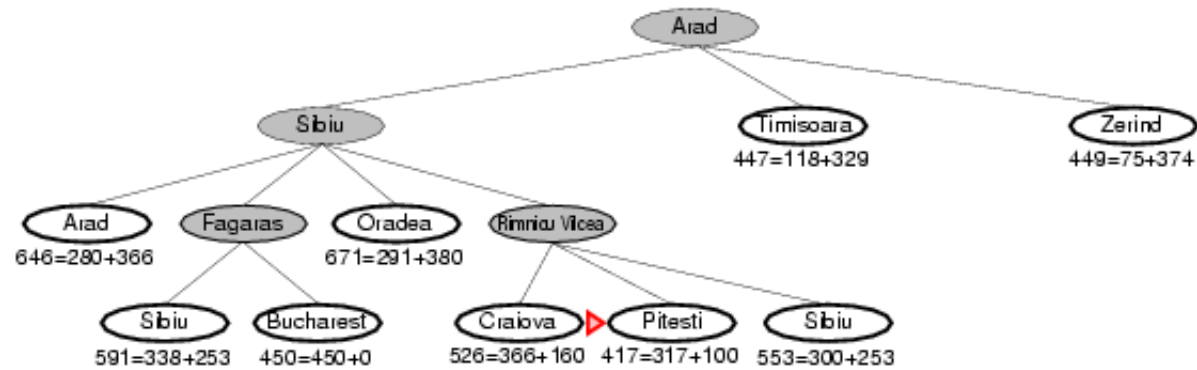 Arad
Sibiu
Timisoara
Zerind
447=118+329
449=75+374
Arad
Fagaras
Oradea
Rimnicu Vilcea
646=280+366
671=291+380
Sibiu
Bucharest
Craiova
Pitesti
Sibiu
591=338+253
450=450+0
526=366+160
417=317+100
553=300+253